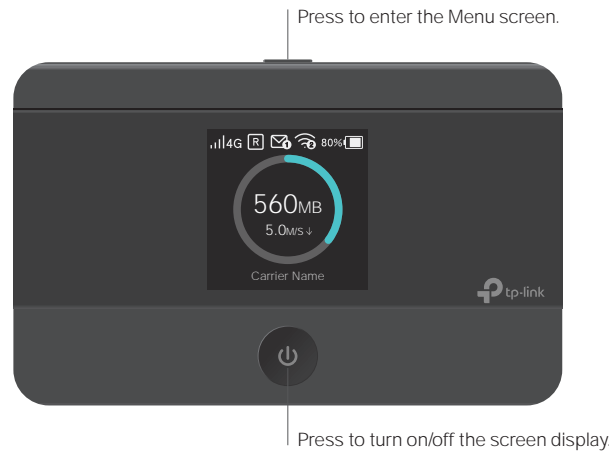 Press to enter the Menu screen.
4G R 1 2 80%
560MB
5.0M/S↓
Carrier Name
tp-link
Press to turn on/off the screen display.